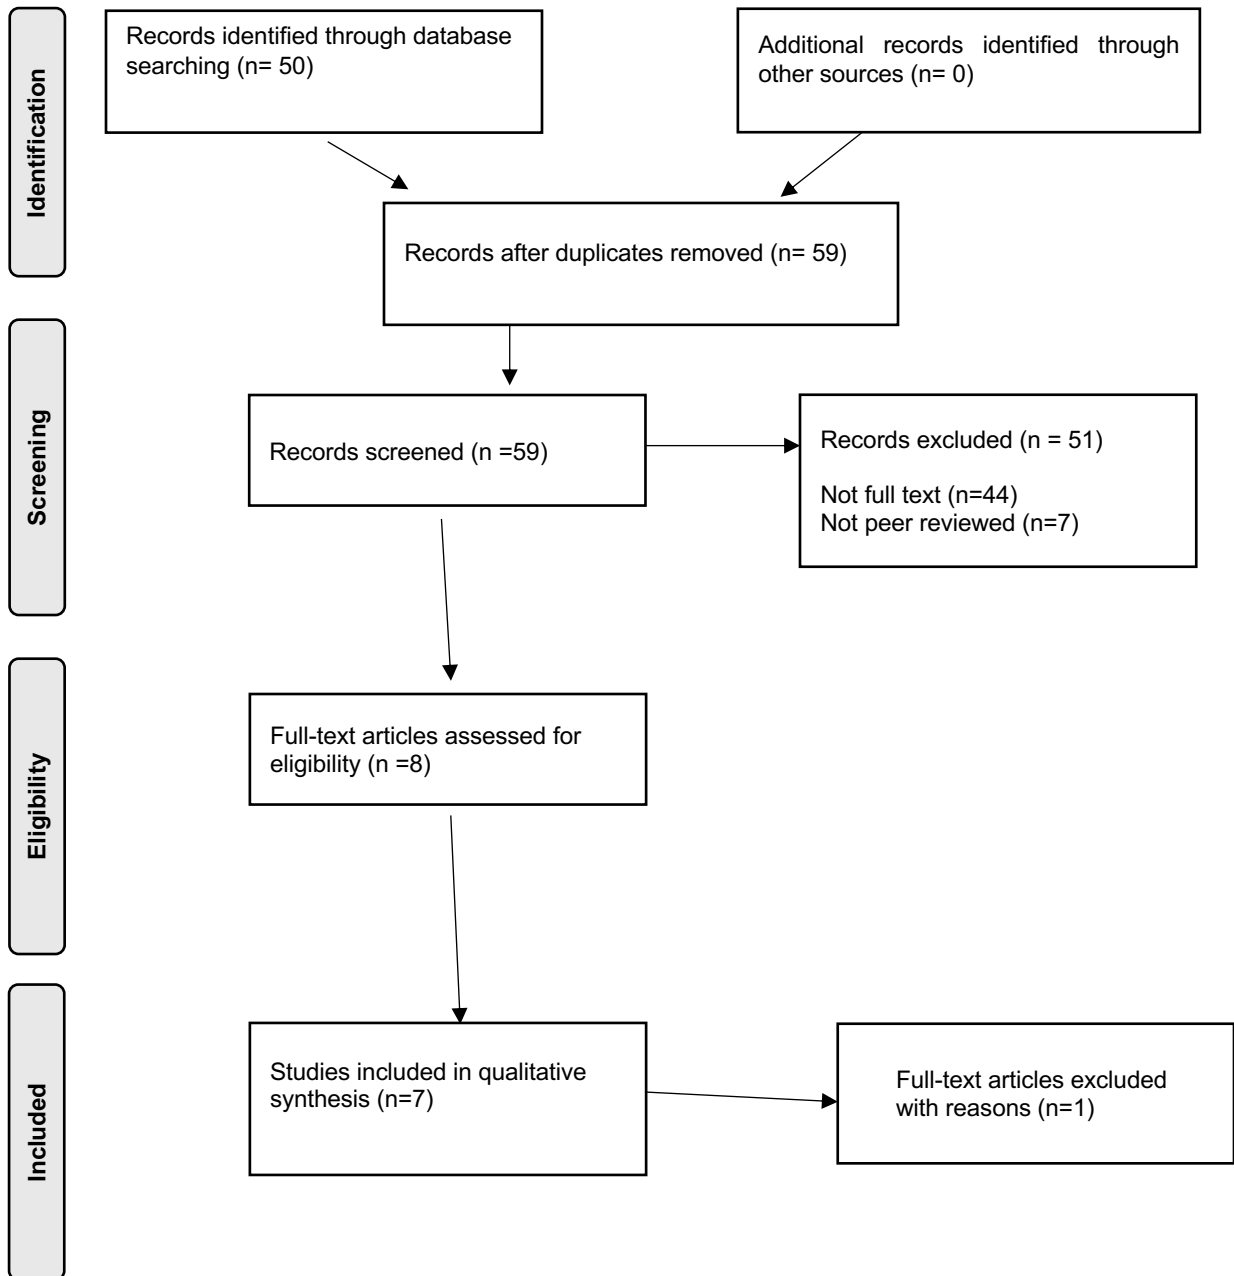 Identification
Records identified through database
searching (n= 50)
Additional records identified through
other sources (n= 0)
Records after duplicates removed (n= 59)
Screening
Records screened (n =59)
Records excluded (n = 51)
Not full text (n=44)
Not peer reviewed (n=7)
Eligibility
Full-text articles assessed for
eligibility (n =8)
Included
Studies included in qualitative
synthesis (n=7)
Full-text articles excluded
with reasons (n=1)